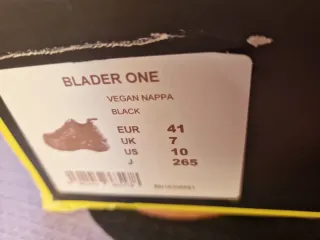 BLADER ONE
VEGAN NAPPA
BLACK
EUR 41
UK 7
US 10
J 265